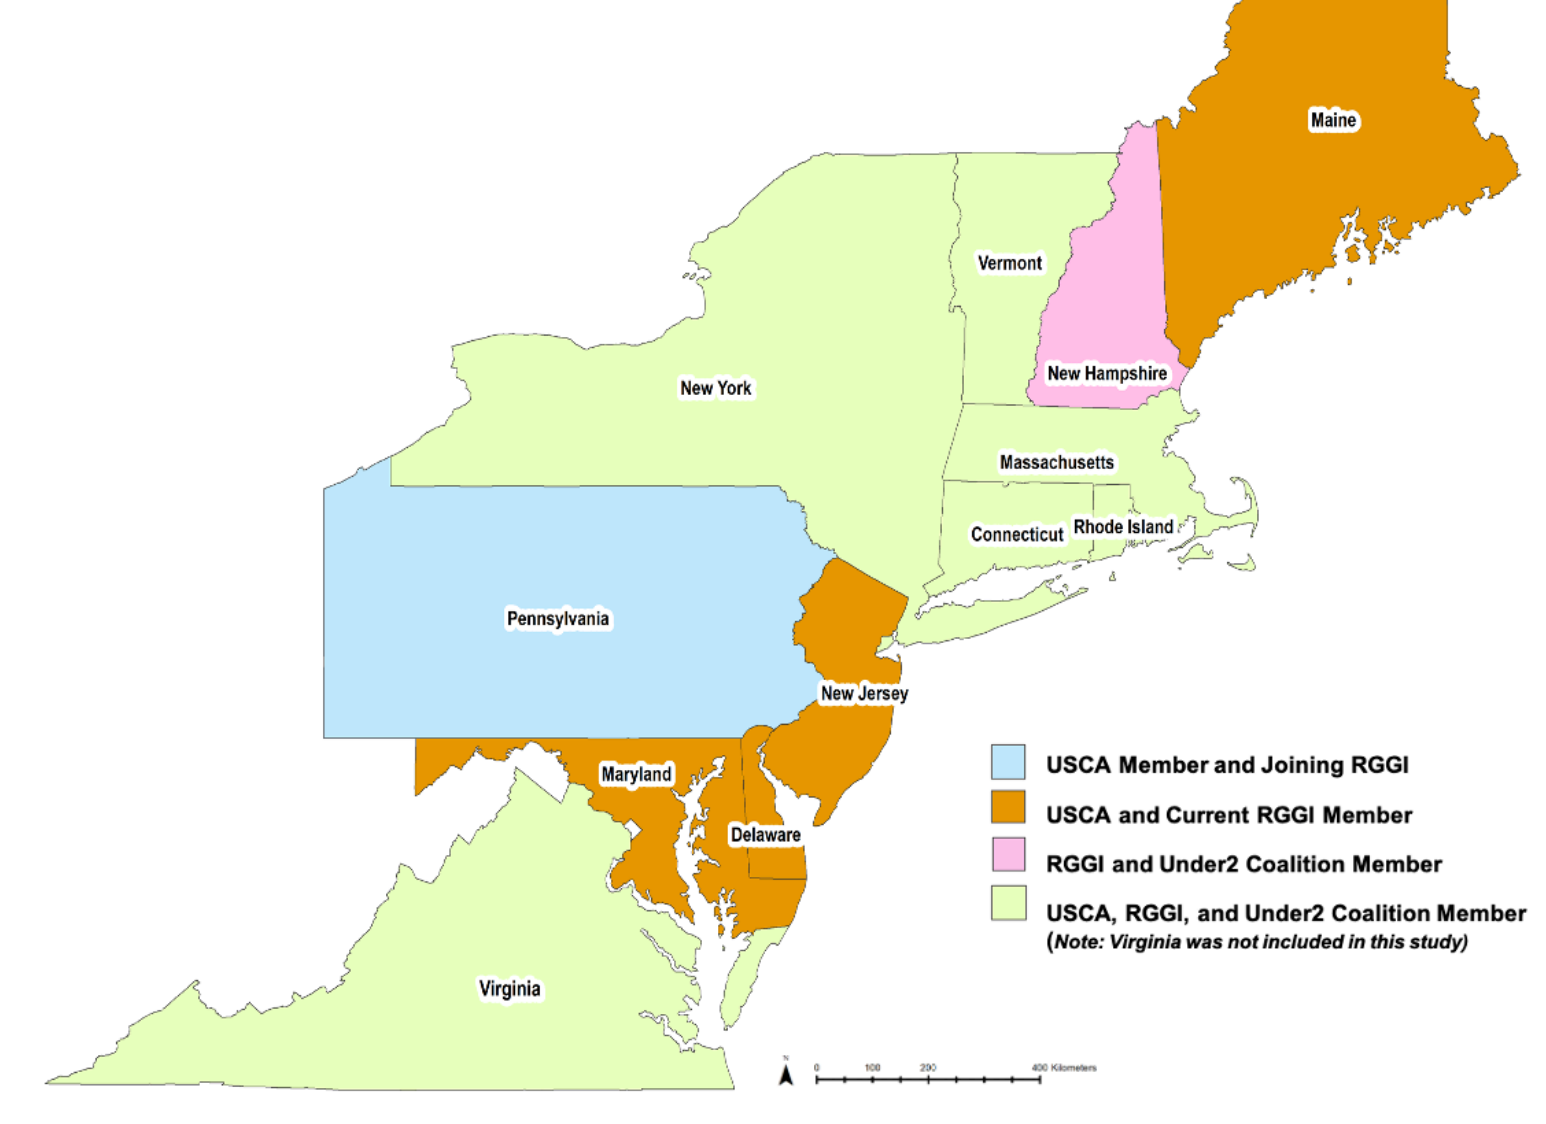 Maine
Vermont
New Hampshire
New York
Massachusetts
Connecticut
Rhode Island
Pennsylvania
New Jersey
Maryland
Delaware
Virginia
USCA Member and Joining RGGI
USCA and Current RGGI Member
RGGI and Under2 Coalition Member
USCA, RGGI, and Under2 Coalition Member
(Note: Virginia was not included in this study)
N
0 100 200 400 Kilometers